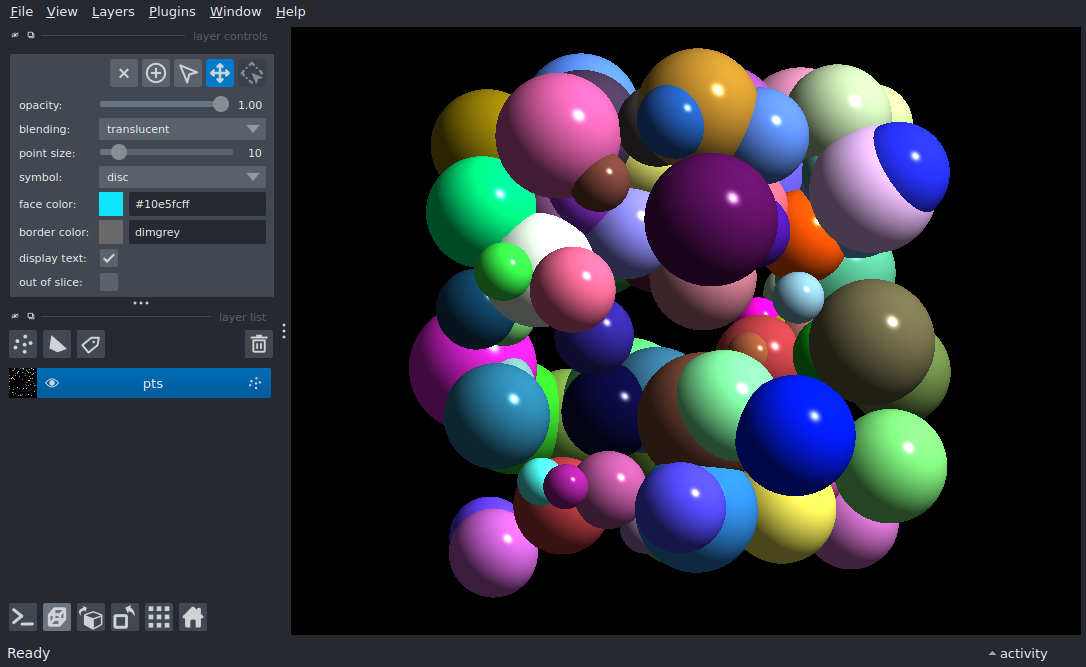 File View Layers Plugins Window Help
layer controls
opacity: 1.00
blending: translucent
point size: 10
symbol: disc
face color: #10e5fcff
border color: dimgrey
display text:
out of slice:
layer list
pts
Ready activity